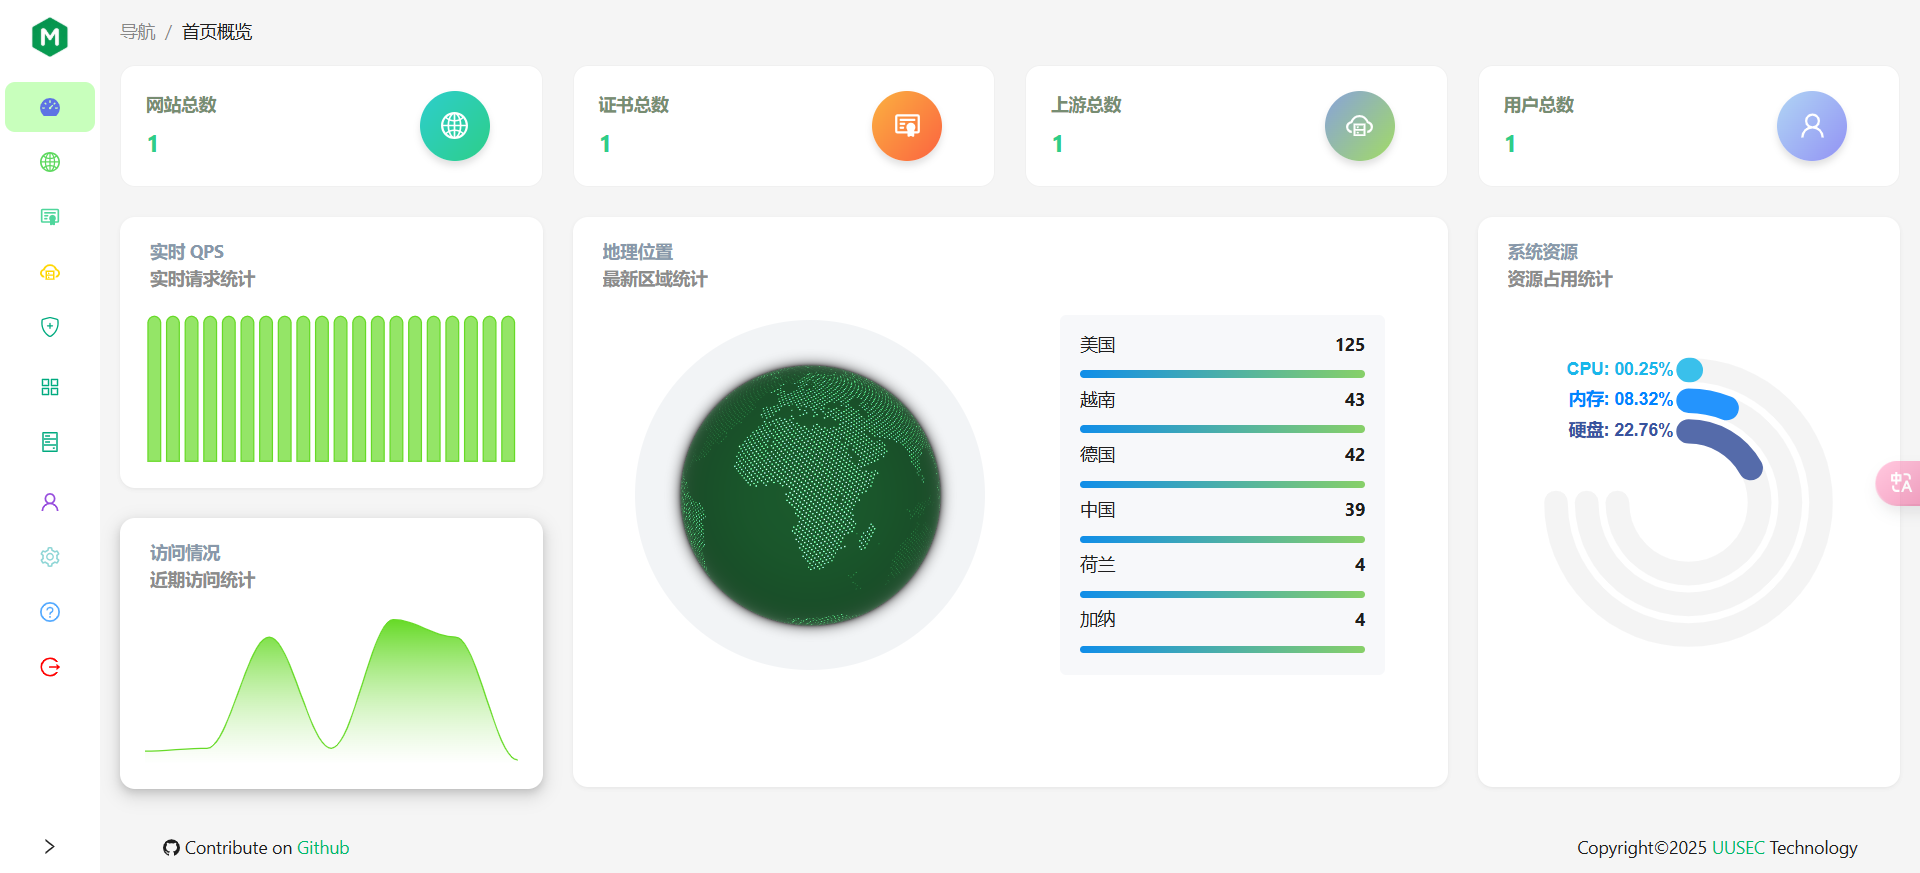 导航 / 首页概览
网站总数
1
证书总数
1
上游总数
1
用户总数
1
实时 QPS
实时请求统计
访问情况
近期访问统计
地理位置
最新区域统计
美国 125
越南 43
德国 42
中国 39
荷兰 4
加纳 4
系统资源
资源占用统计
CPU: 00.25%
内存: 08.32%
硬盘: 22.76%
中A
Contribute on Github
Copyright©2025 UUSEC Technology